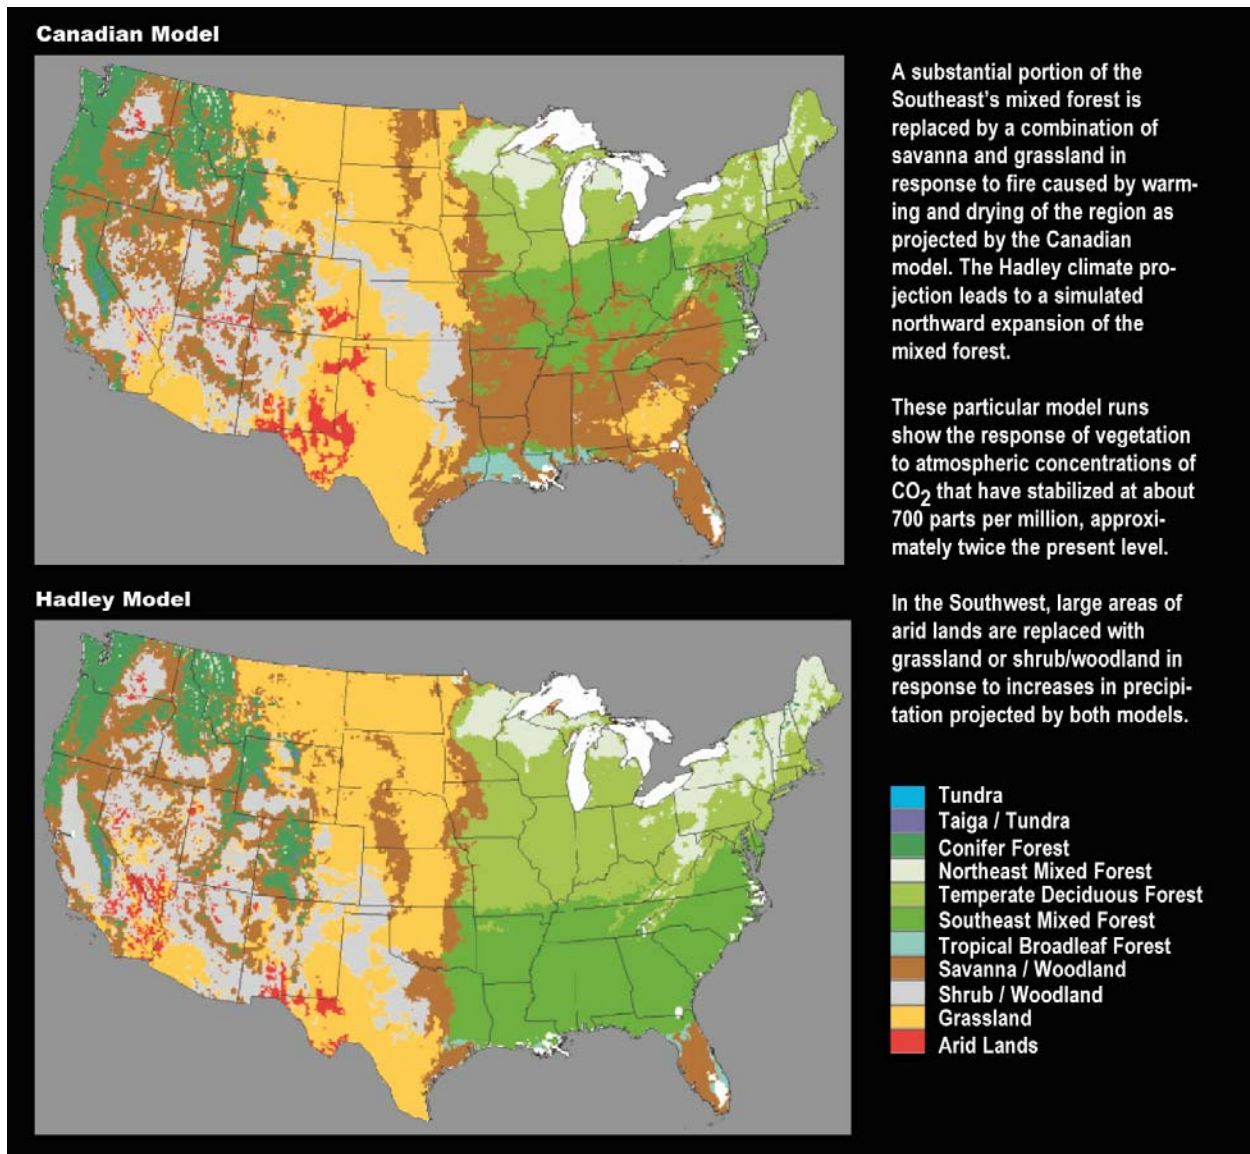 Canadian Model
A substantial portion of the
Southeast's mixed forest is
replaced by a combination of
savanna and grassland in
response to fire caused by warm-
ing and drying of the region as
projected by the Canadian
model. The Hadley climate pro-
jection leads to a simulated
northward expansion of the
mixed forest.
These particular model runs
show the response of vegetation
to atmospheric concentrations of
CO2 that have stabilized at about
700 parts per million, approxi-
mately twice the present level.
Hadley Model
In the Southwest, large areas of
arid lands are replaced with
grassland or shrub/woodland in
response to increases in precipi-
tation projected by both models.
Tundra
Taiga / Tundra
Conifer Forest
Northeast Mixed Forest
Temperate Deciduous Forest
Southeast Mixed Forest
Tropical Broadleaf Forest
Savanna / Woodland
Shrub / Woodland
Grassland
Arid Lands